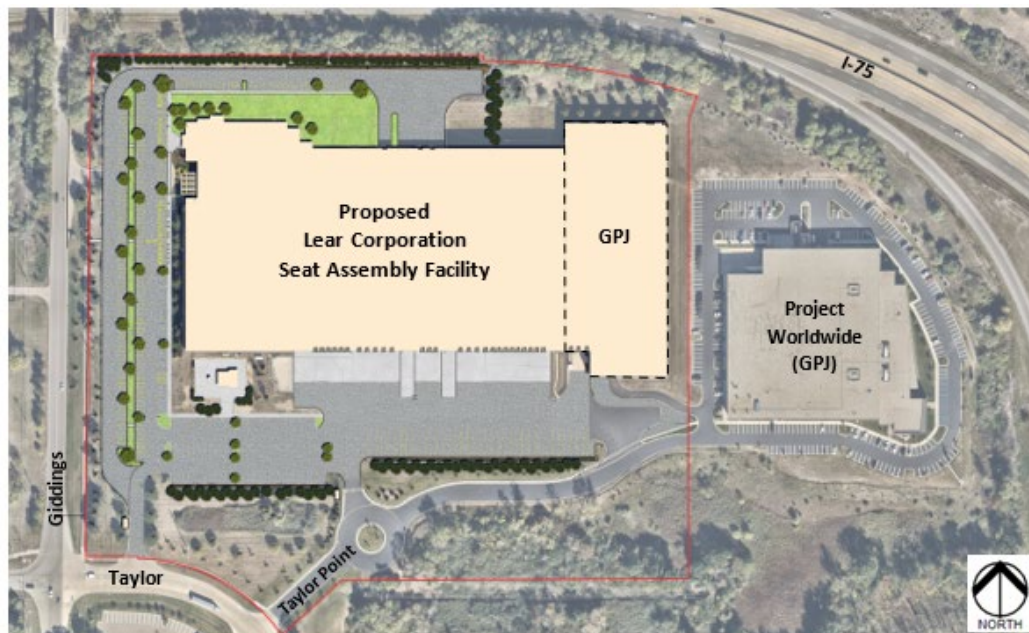 I-75
Proposed
Lear Corporation
Seat Assembly Facility
GPJ
Project
Worldwide
(GPJ)
Giddings
Taylor
Taylor Point
NORTH